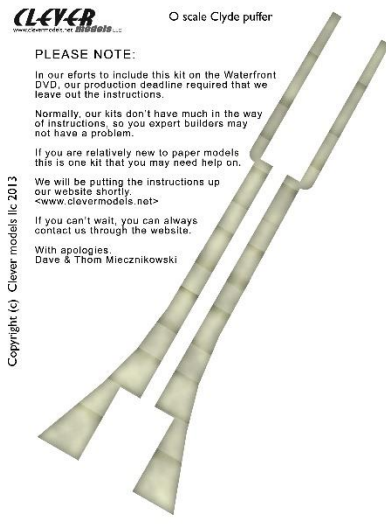 CLEVER models LLC
www.clevermodels.net
O scale Clyde puffer
PLEASE NOTE:
In our eforts to include this kit on the Waterfront
DVD, our production deadline required that we
leave out the instructions.
Normally, our kits don't have much in the way
of instructions, so you expert builders may
not have a problem.
If you are relatively new to paper models
this is one kit that you may need help on.
We will be putting the instructions up
our website shortly.
<www.clevermodels.net>
If you can't wait, you can always
contact us through the website.
With apologies.
Dave & Thom Miecznikowski
Copyright (c) Clever models llc 2013